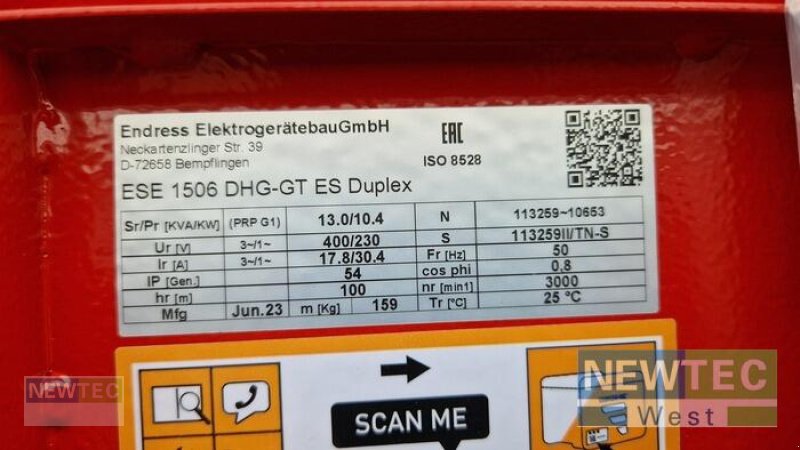 Endress ElektrogerätebauGmbH
Neckartenzlinger Str. 39
D-72658 Bempflingen
EAC
ISO 8528
ESE 1506 DHG-GT ES Duplex
Sr/Pr [KVA/KW] (PRP G1) 13.0/10.4 N 113259~10653
Ur [V] 3~/1~ 400/230 S 113259II/TN-S
Ir [A] 3~/1~ 17.8/30.4 Fr [Hz] 50
IP [Gen.] 54 cos phi 0,8
hr [m] 100 nr [min1] 3000
Mfg Jun.23 m [Kg] 159 Tr [°C] 25 °C
SCAN ME
NEWTEC
West
NEWTEC
West